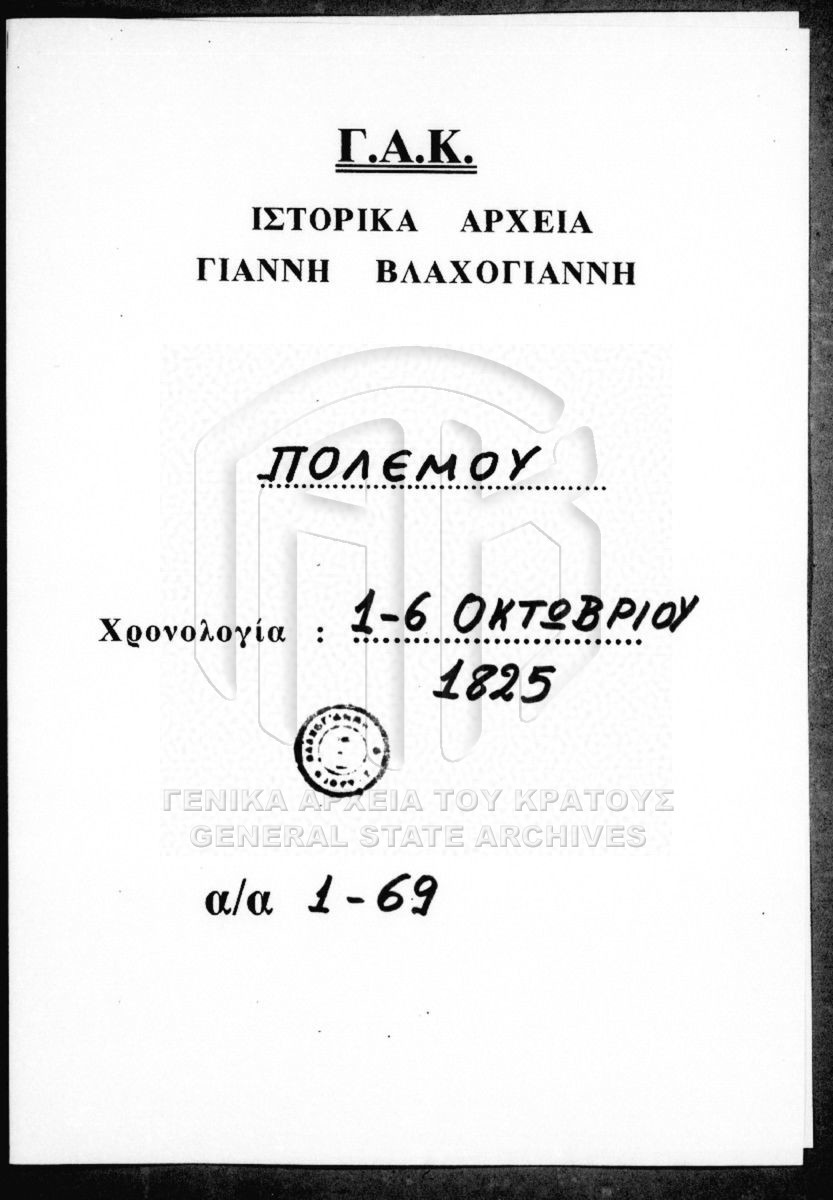 Γ.Α.Κ.
ΙΣΤΟΡΙΚΑ ΑΡΧΕΙΑ
ΓΙΑΝΝΗ ΒΛΑΧΟΓΙΑΝΝΗ
ΠΟΛΕΜΟΥ
Χρονολογία : 1-6 ΟΚΤΩΒΡΙΟΥ
1825
ΓΕΝΙΚΑ ΑΡΧΕΙΑ ΤΟΥ ΚΡΑΤΟΥΣ
GENERAL STATE ARCHIVES
α/α 1-69